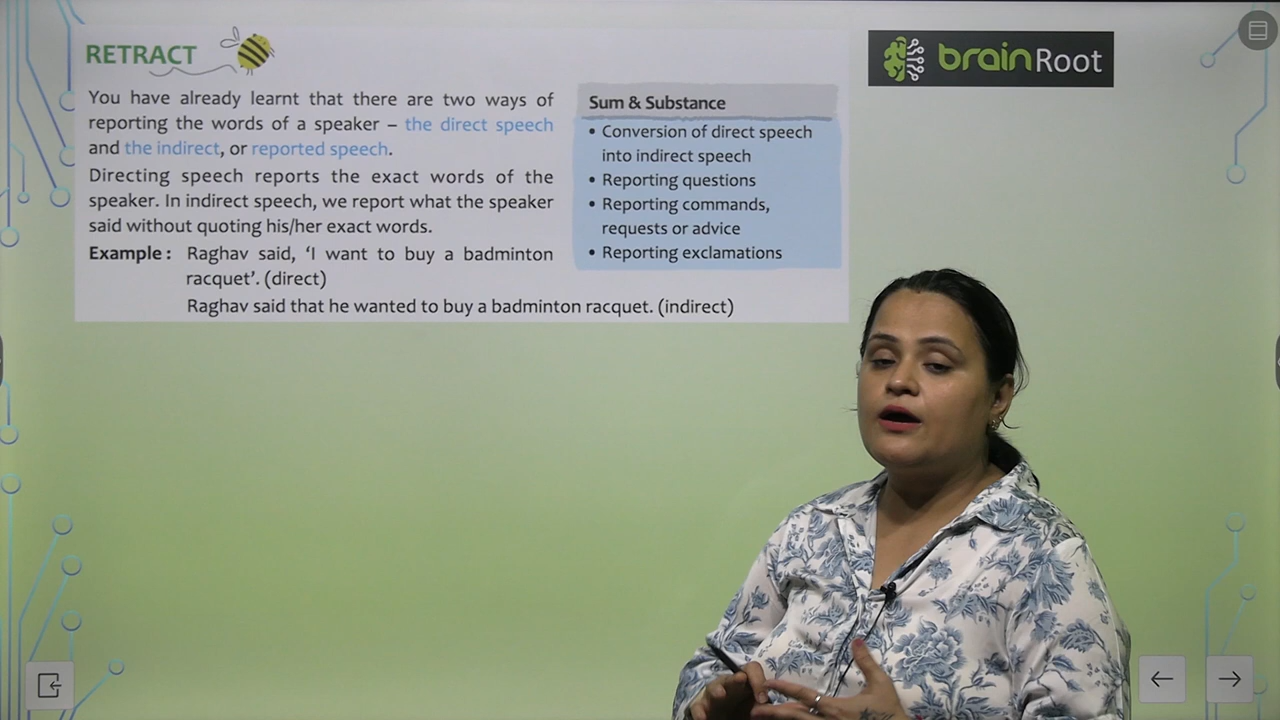 RETRACT
You have already learnt that there are two ways of
reporting the words of a speaker – the direct speech
and the indirect, or reported speech.
Directing speech reports the exact words of the
speaker. In indirect speech, we report what the speaker
said without quoting his/her exact words.
Example : Raghav said, ‘I want to buy a badminton
racquet’. (direct)
Raghav said that he wanted to buy a badminton racquet. (indirect)
Sum & Substance
• Conversion of direct speech
into indirect speech
• Reporting questions
• Reporting commands,
requests or advice
• Reporting exclamations
brainRoot